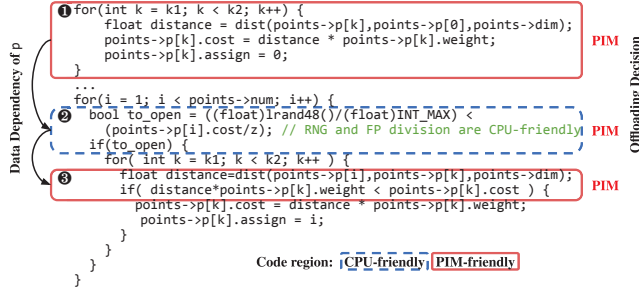 ❶ for(int k = k1; k < k2; k++) {
float distance = dist(points->p[k],points->p[0],points->dim);
points->p[k].cost = distance * points->p[k].weight;
points->p[k].assign = 0;
}
PIM
...
for(i = 1; i < points->num; i++) {
❷ bool to_open = ((float)lrand48()/(float)INT_MAX) <
(points->p[i].cost/z); // RNG and FP division are CPU-friendly
PIM
if(to_open) {
for( int k = k1; k < k2; k++ ) {
❸ float distance=dist(points->p[i],points->p[k],points->dim);
if( distance*points->p[k].weight < points->p[k].cost ) {
PIM
points->p[k].cost = distance * points->p[k].weight;
points->p[k].assign = i;
}
}
}
}
Data Dependency of p
Offloading Decision
Code region: CPU-friendly PIM-friendly